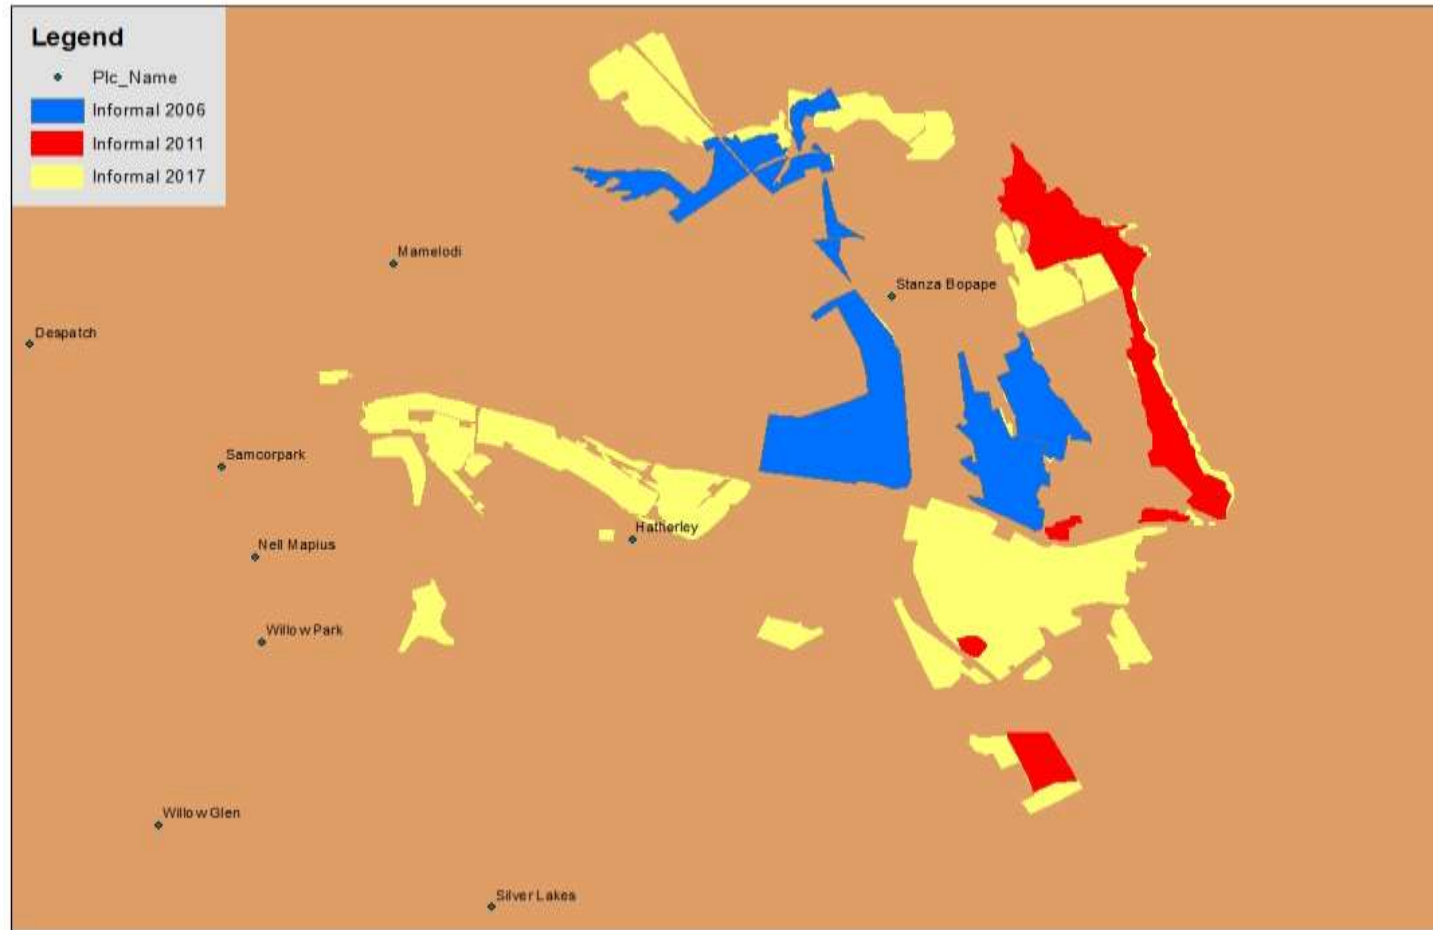 Legend
Plc_Name
Informal 2006
Informal 2011
Informal 2017
Mamelodi
Stanza Bopape
Despatch
Samcorpark
Hatherley
Nell Mapius
Willow Park
Willow Glen
Silver Lakes